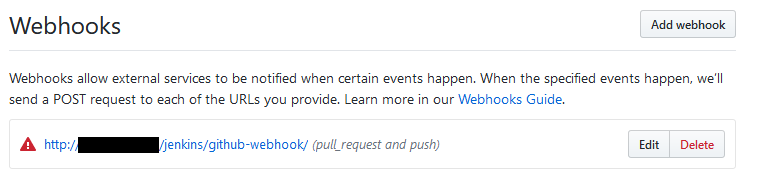 Webhooks
Add webhook
Webhooks allow external services to be notified when certain events happen. When the specified events happen, we'll
send a POST request to each of the URLs you provide. Learn more in our Webhooks Guide.
http:// /jenkins/github-webhook/ (pull_request and push)
Edit
Delete